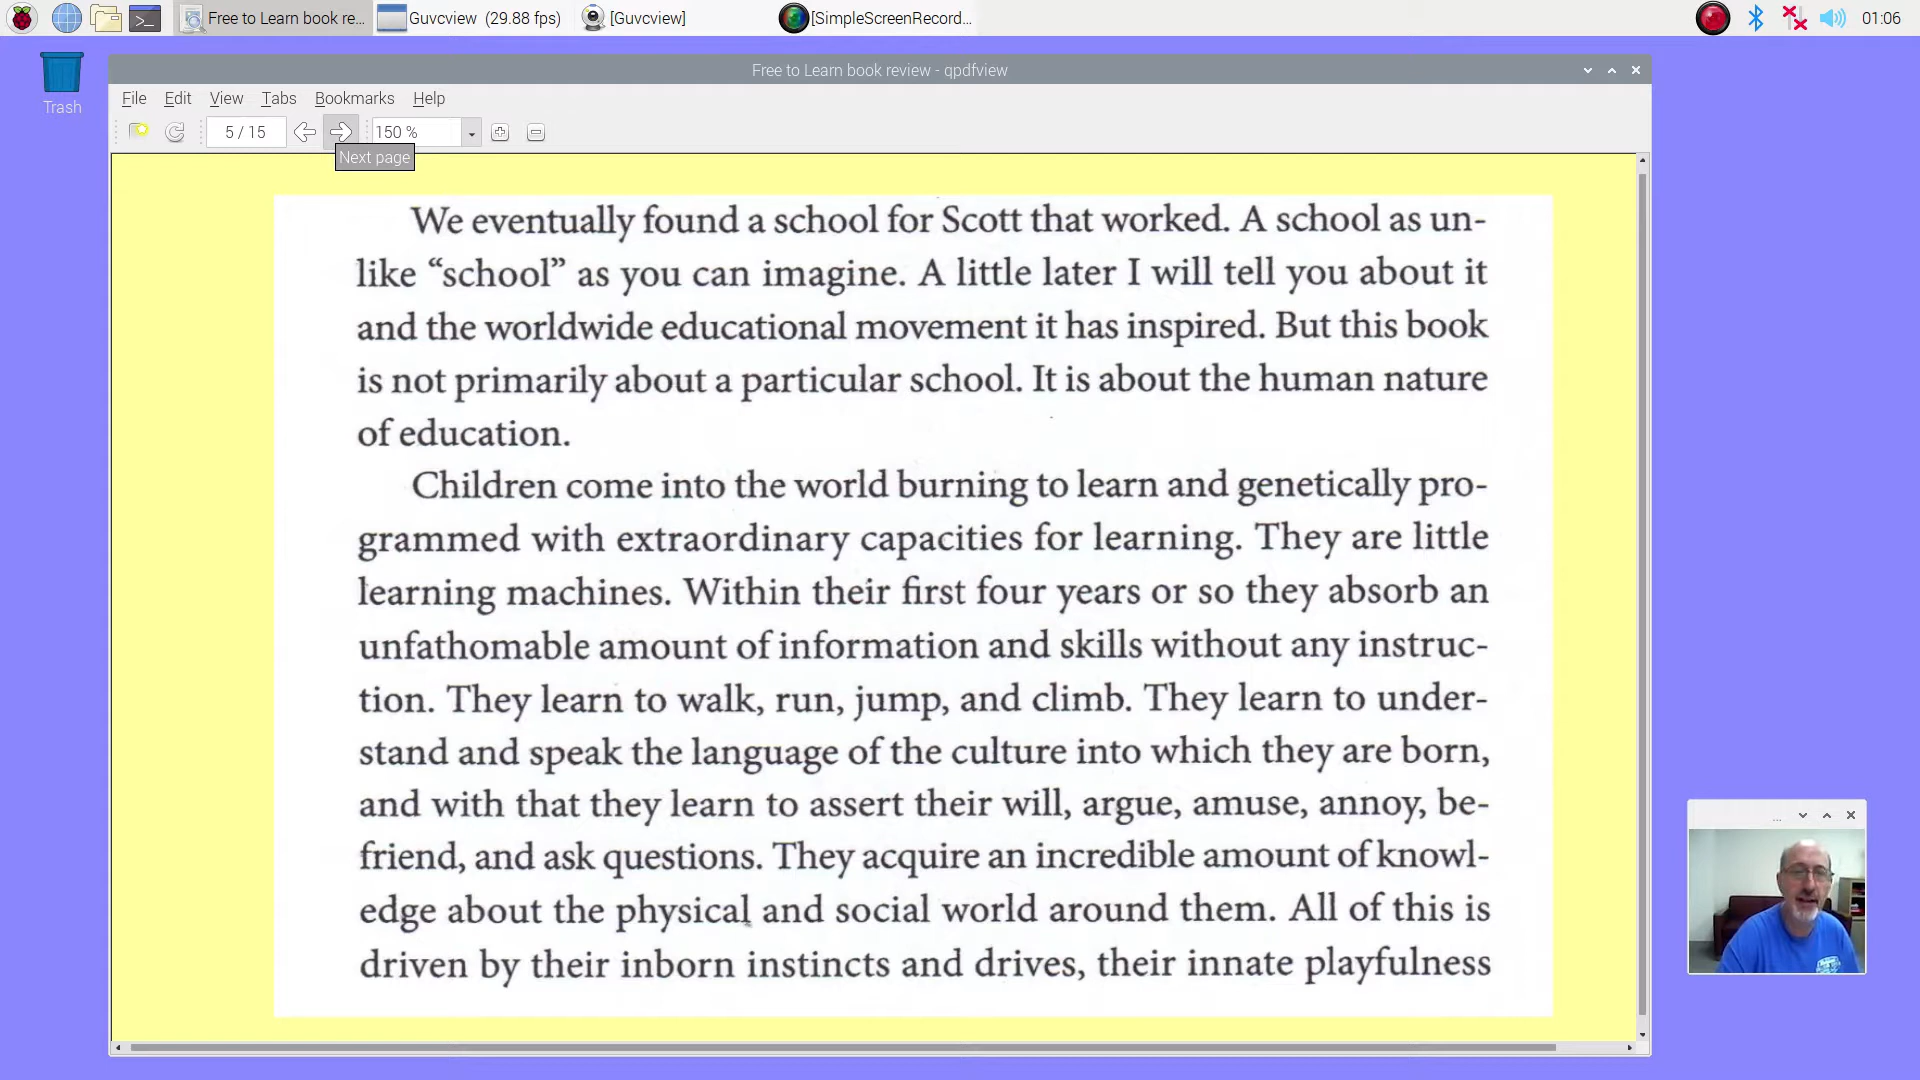 Free to Learn book re...
Guvcview (29.88 fps)
[Guvcview]
[SimpleScreenRecord...
01:06
Trash
Free to Learn book review - qpdfview
File Edit View Tabs Bookmarks Help
5 / 15
150 %
Next page
We eventually found a school for Scott that worked. A school as un-
like “school” as you can imagine. A little later I will tell you about it
and the worldwide educational movement it has inspired. But this book
is not primarily about a particular school. It is about the human nature
of education.
Children come into the world burning to learn and genetically pro-
grammed with extraordinary capacities for learning. They are little
learning machines. Within their first four years or so they absorb an
unfathomable amount of information and skills without any instruc-
tion. They learn to walk, run, jump, and climb. They learn to under-
stand and speak the language of the culture into which they are born,
and with that they learn to assert their will, argue, amuse, annoy, be-
friend, and ask questions. They acquire an incredible amount of knowl-
edge about the physical and social world around them. All of this is
driven by their inborn instincts and drives, their innate playfulness
...